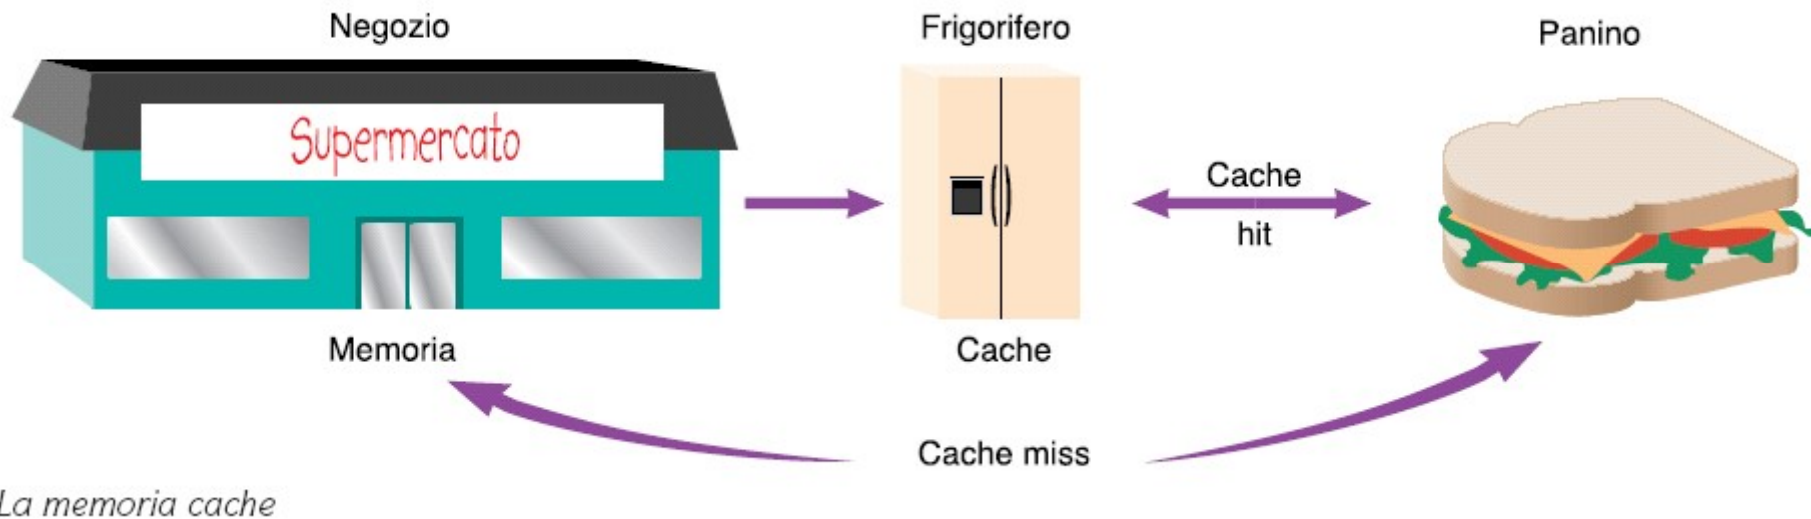 Negozio
Frigorifero
Panino
Supermercato
Cache
hit
Memoria
Cache
Cache miss
La memoria cache